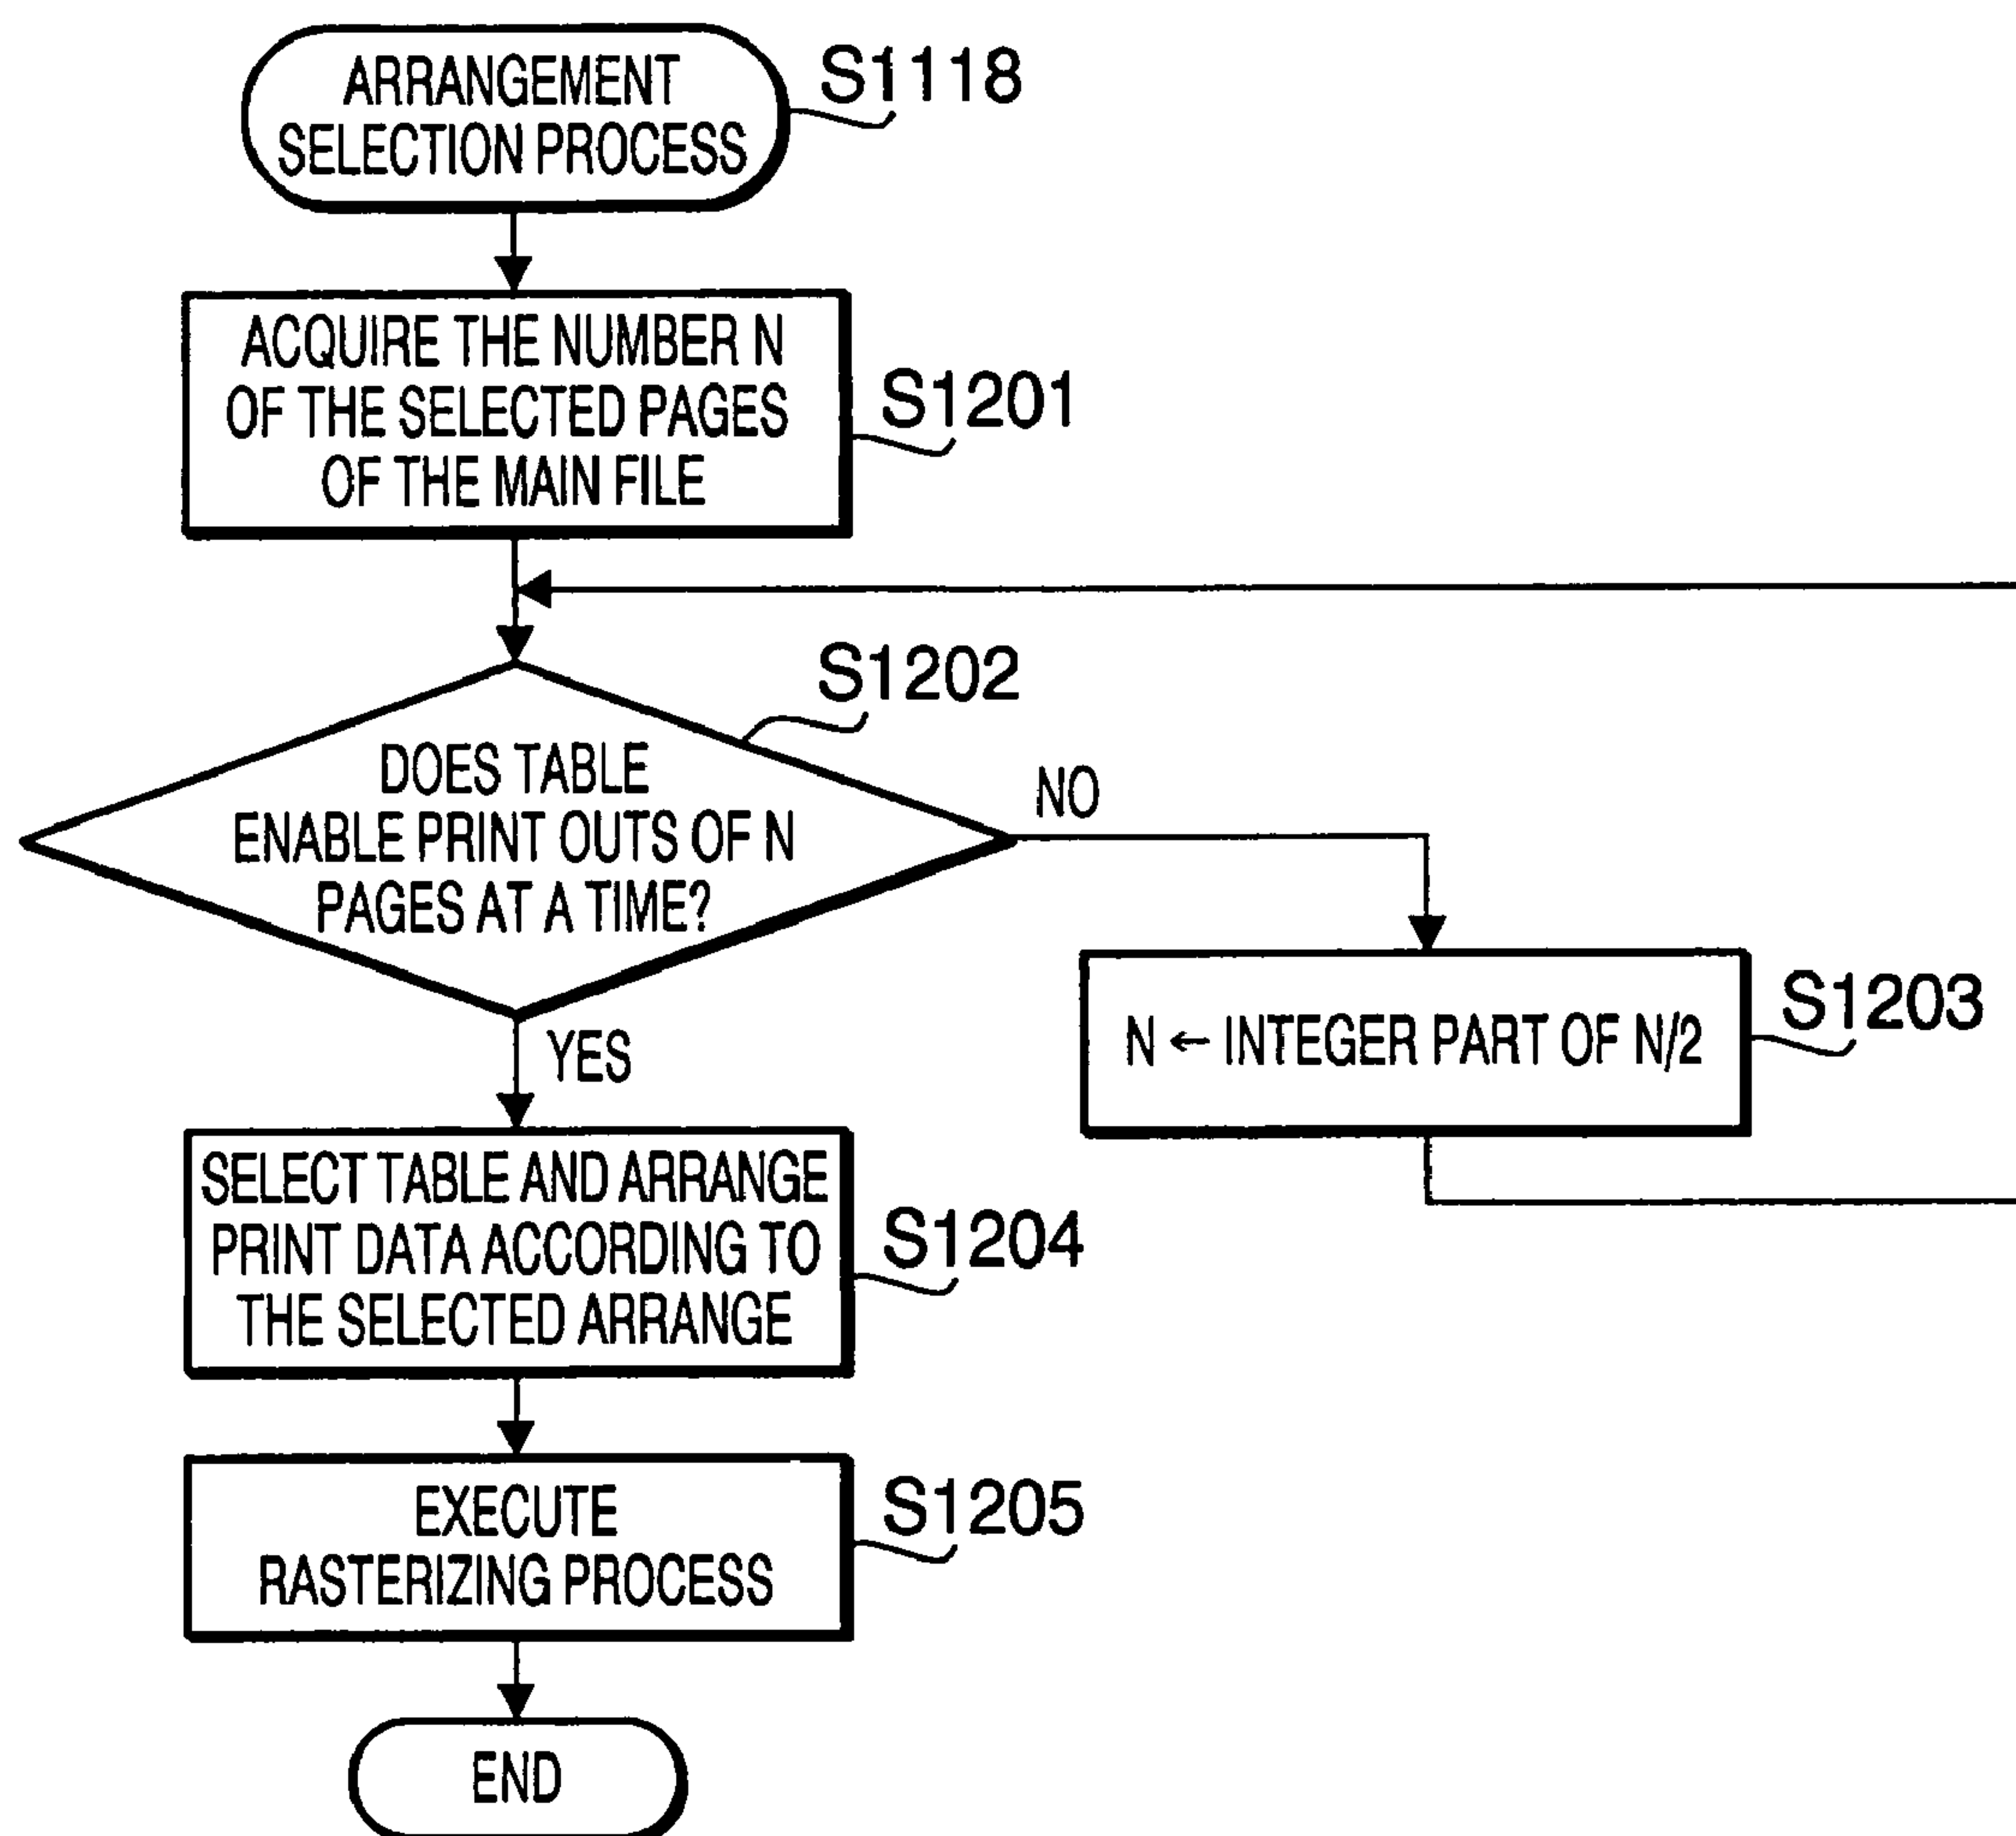 ARRANGEMENT
SELECTION PROCESS
S1118
ACQUIRE THE NUMBER N
OF THE SELECTED PAGES
OF THE MAIN FILE
S1201
S1202
DOES TABLE
ENABLE PRINT OUTS OF N
PAGES AT A TIME?
NO
YES
N ← INTEGER PART OF N/2
S1203
SELECT TABLE AND ARRANGE
PRINT DATA ACCORDING TO
THE SELECTED ARRANGE
S1204
EXECUTE
RASTERIZING PROCESS
S1205
END